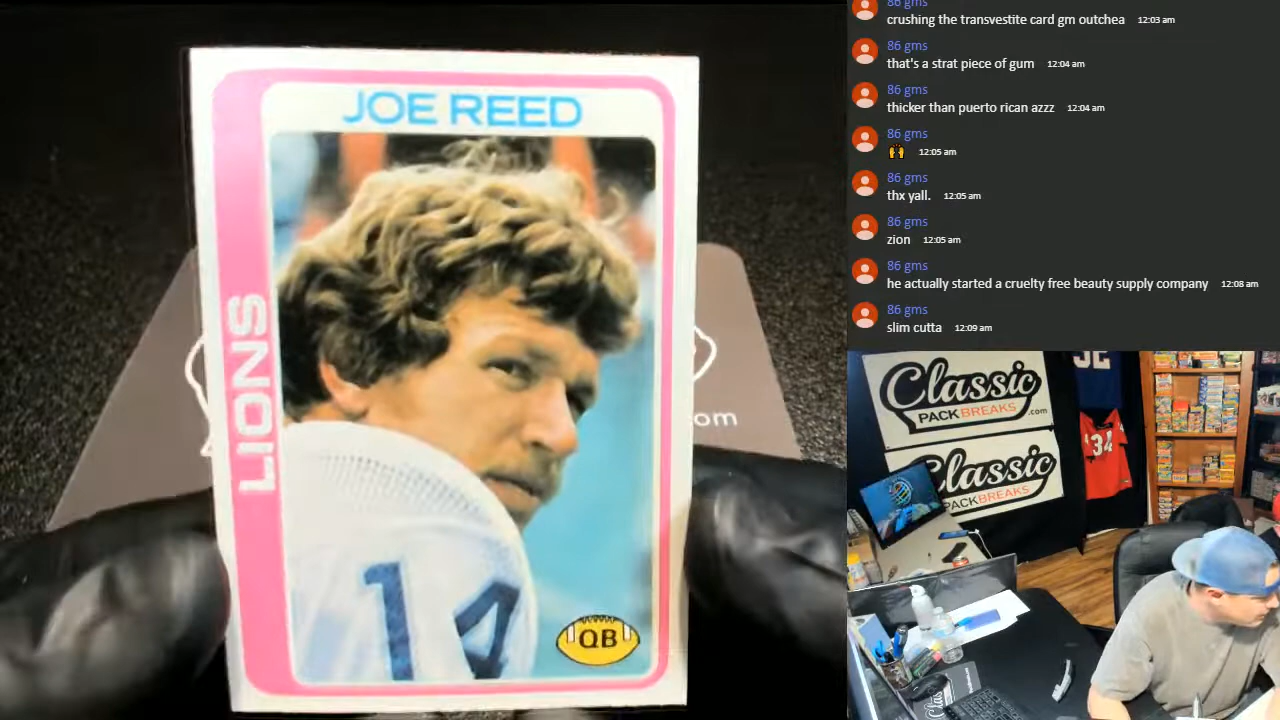 JOE REED
LIONS
14
QB
om
86 gms
crushing the transvestite card gm outchea 12:03 am
86 gms
that's a strat piece of gum 12:04 am
86 gms
thicker than puerto rican azzz 12:04 am
86 gms
12:05 am
86 gms
thx yall. 12:05 am
86 gms
zion 12:05 am
86 gms
he actually started a cruelty free beauty supply company 12:08 am
86 gms
slim cutta 12:09 am
Classic
PACKBREAKS.com
Classic
PACKBREAKS
34